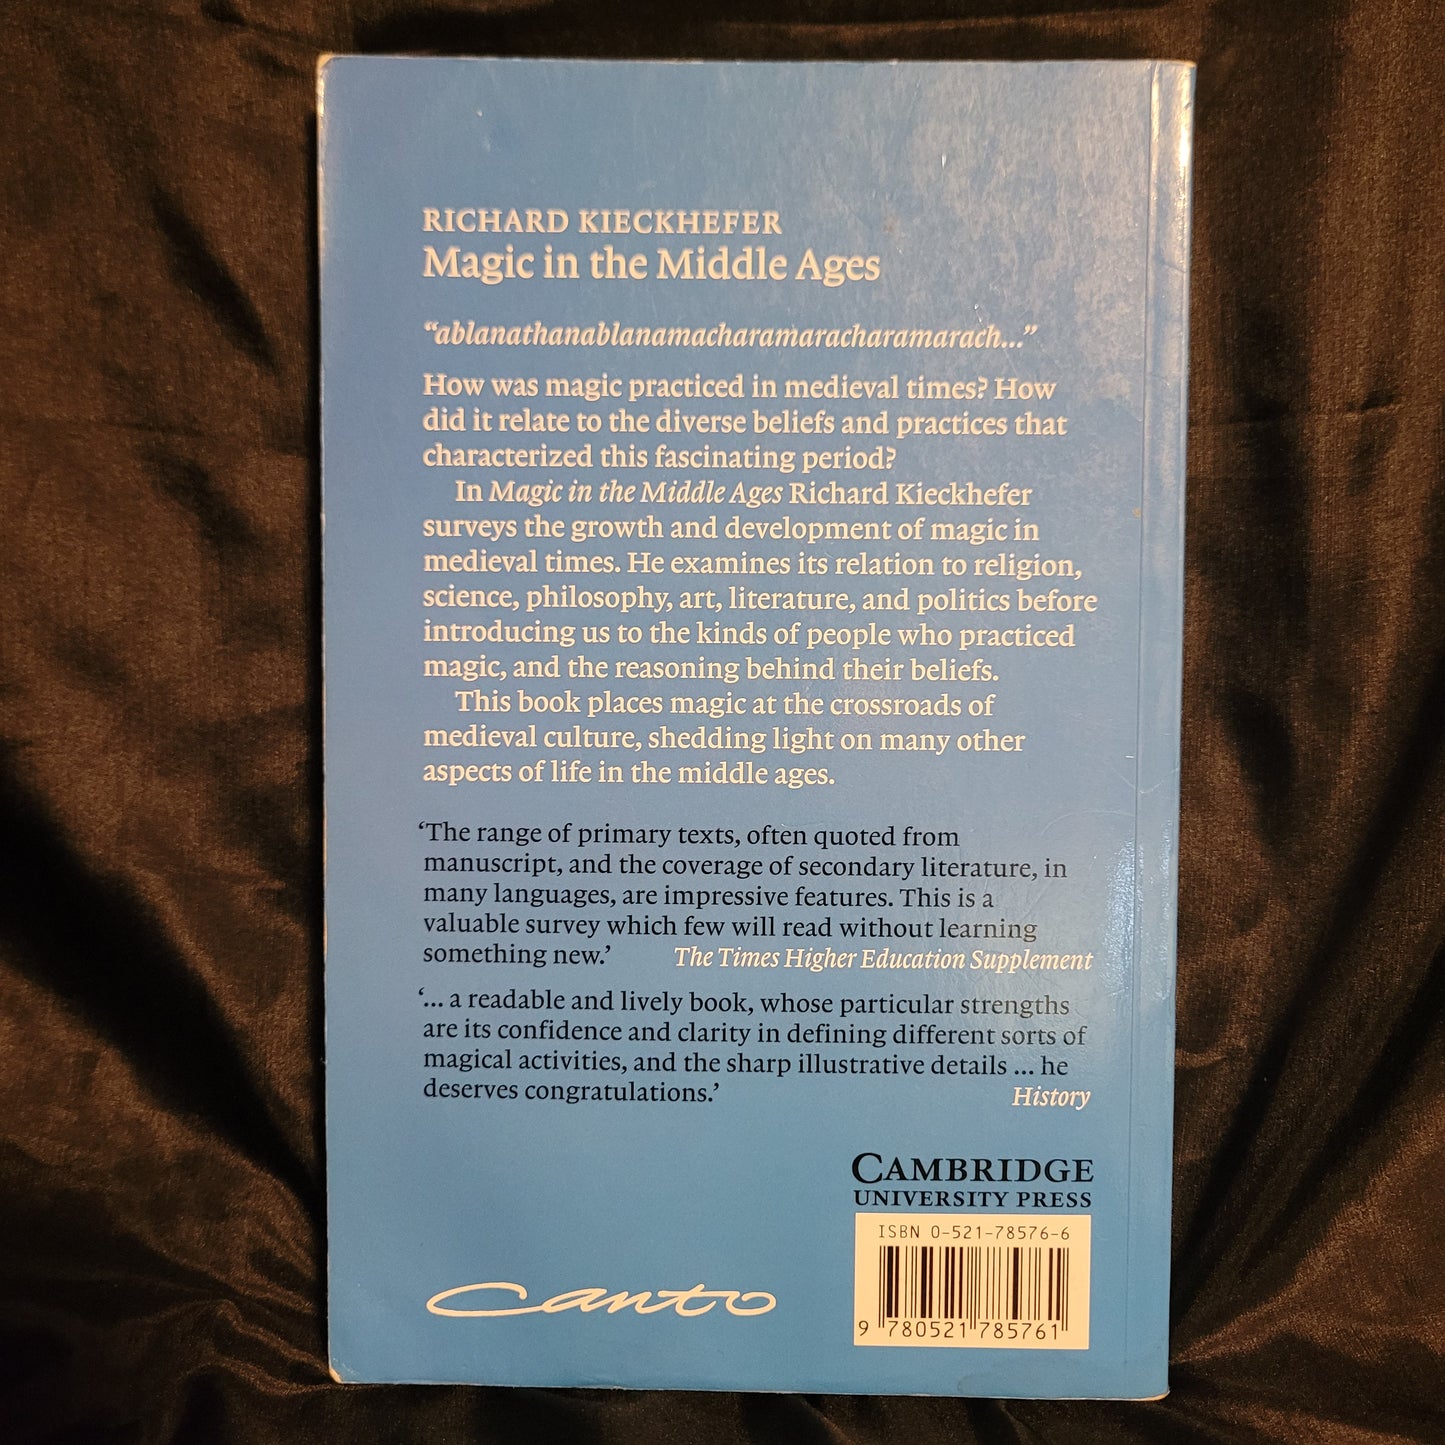 RICHARD KIECKHEFER
Magic in the Middle Ages
“ablanathanablanamacharamaracharamarach...”
How was magic practiced in medieval times? How
did it relate to the diverse beliefs and practices that
characterized this fascinating period?
In Magic in the Middle Ages Richard Kieckhefer
surveys the growth and development of magic in
medieval times. He examines its relation to religion,
science, philosophy, art, literature, and politics before
introducing us to the kinds of people who practiced
magic, and the reasoning behind their beliefs.
This book places magic at the crossroads of
medieval culture, shedding light on many other
aspects of life in the middle ages.
‘The range of primary texts, often quoted from
manuscript, and the coverage of secondary literature, in
many languages, are impressive features. This is a
valuable survey which few will read without learning
something new.’ The Times Higher Education Supplement
‘... a readable and lively book, whose particular strengths
are its confidence and clarity in defining different sorts of
magical activities, and the sharp illustrative details ... he
deserves congratulations.’ History
CAMBRIDGE
UNIVERSITY PRESS
ISBN 0-521-78576-6
9 780521 785761
Canto